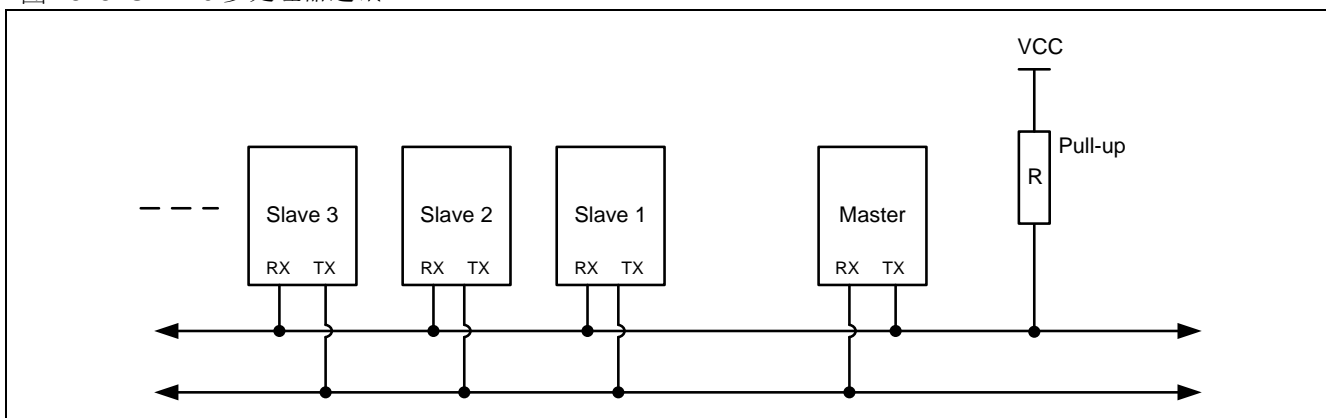 VCC
Pull-up
R
Slave 3
Slave 2
Slave 1
Master
RX TX
RX TX
RX TX
RX TX